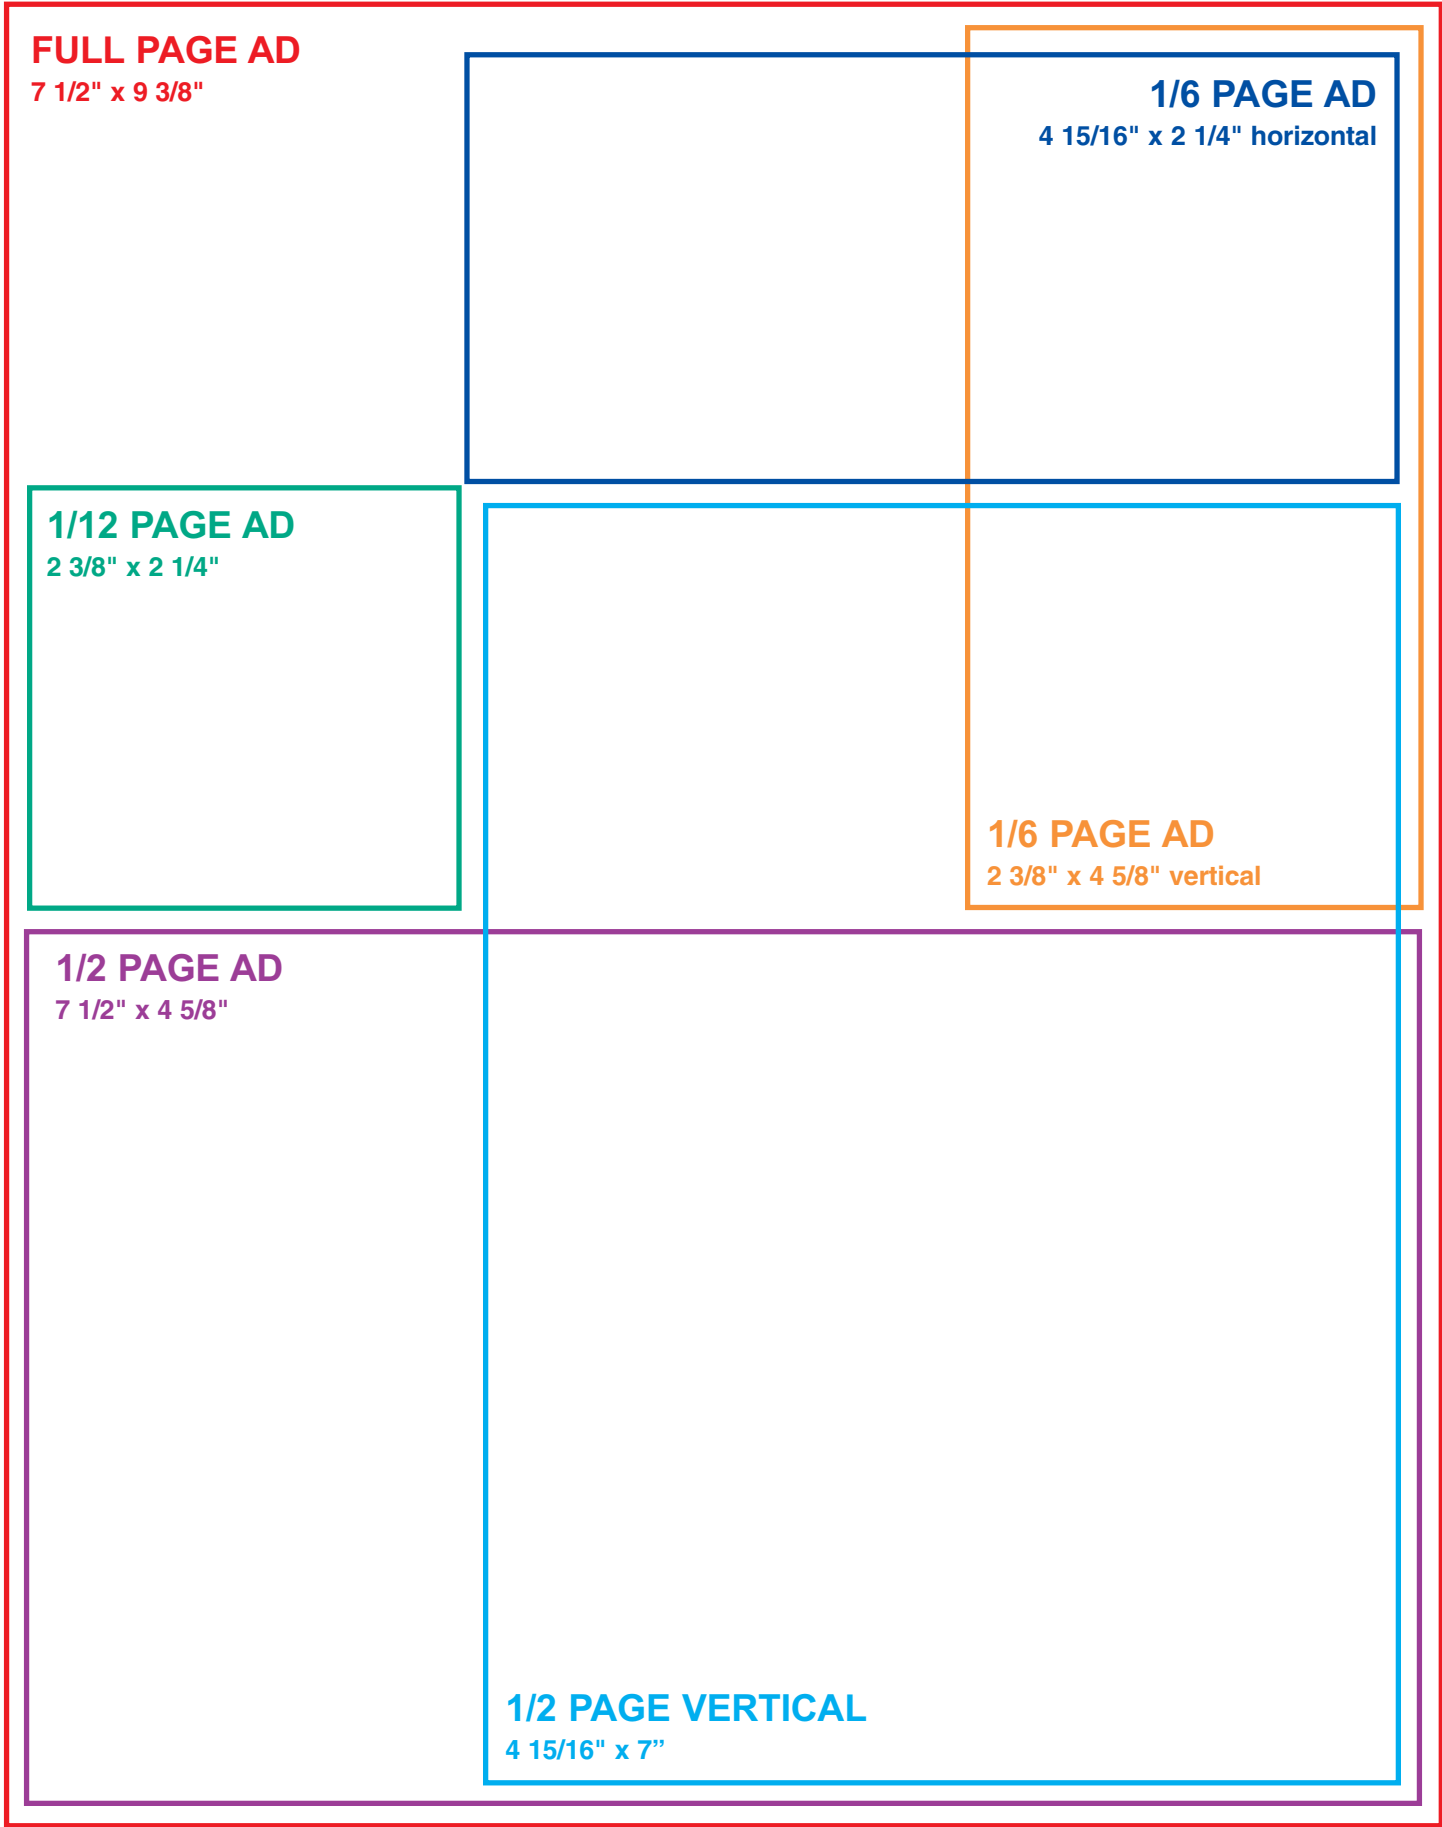 FULL PAGE AD
7 1/2" x 9 3/8"
1/6 PAGE AD
4 15/16" x 2 1/4" horizontal
1/12 PAGE AD
2 3/8" x 2 1/4"
1/6 PAGE AD
2 3/8" x 4 5/8" vertical
1/2 PAGE AD
7 1/2" x 4 5/8"
1/2 PAGE VERTICAL
4 15/16" x 7”